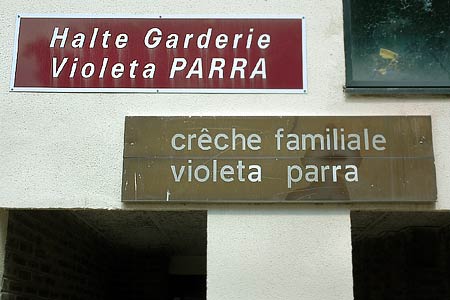 Halte Garderie
Violeta PARRA
crêche familiale
violeta parra